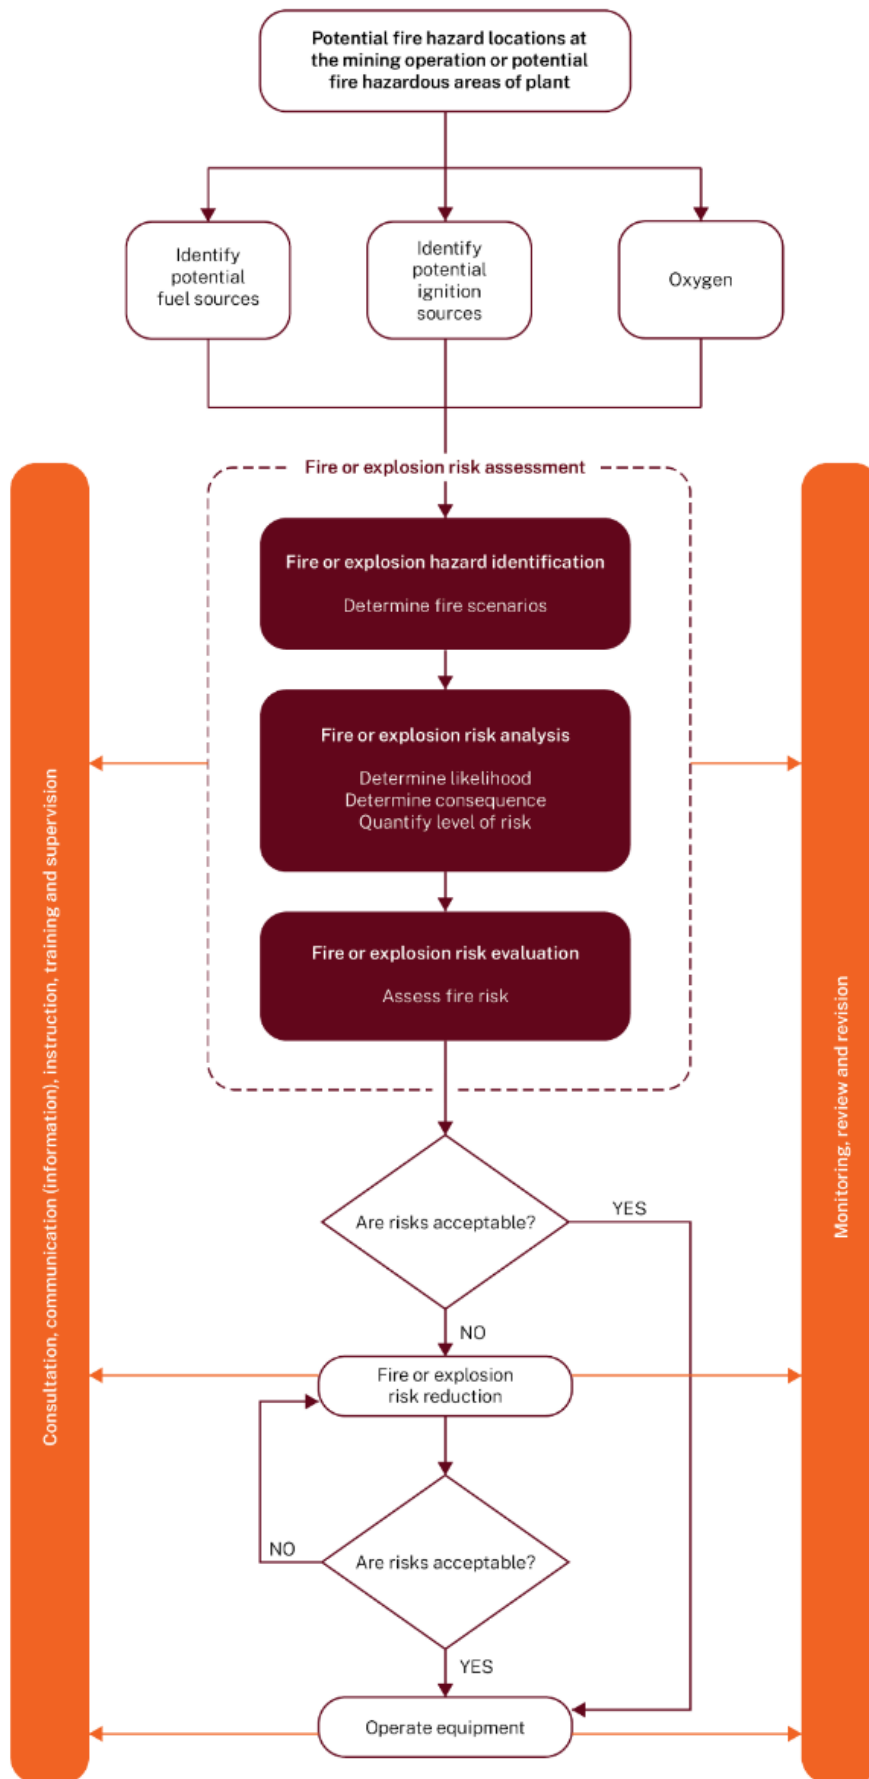 Potential fire hazard locations at
the mining operation or potential
fire hazardous areas of plant
Identify
potential
fuel sources
Identify
potential
ignition
sources
Oxygen
Fire or explosion risk assessment
Fire or explosion hazard identification
Determine fire scenarios
Fire or explosion risk analysis
Determine likelihood
Determine consequence
Quantify level of risk
Fire or explosion risk evaluation
Assess fire risk
Consultation, communication (information), instruction, training and supervision
Monitoring, review and revision
Are risks acceptable?
YES
NO
Fire or explosion
risk reduction
Are risks acceptable?
NO
YES
Operate equipment